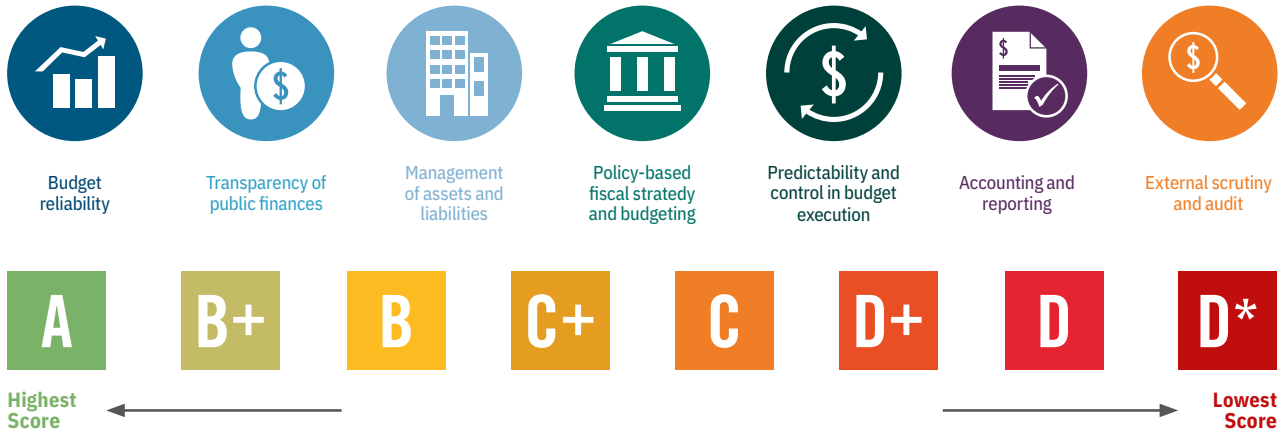 $
$
$
$
Budget
reliability
Transparency of
public finances
Management
of assets and
liabilities
Policy-based
fiscal stratedy
and budgeting
Predictability and
control in budget
execution
Accounting and
reporting
External scrutiny
and audit
A
B+
B
C+
C
D+
D
D*
Highest
Score
Lowest
Score